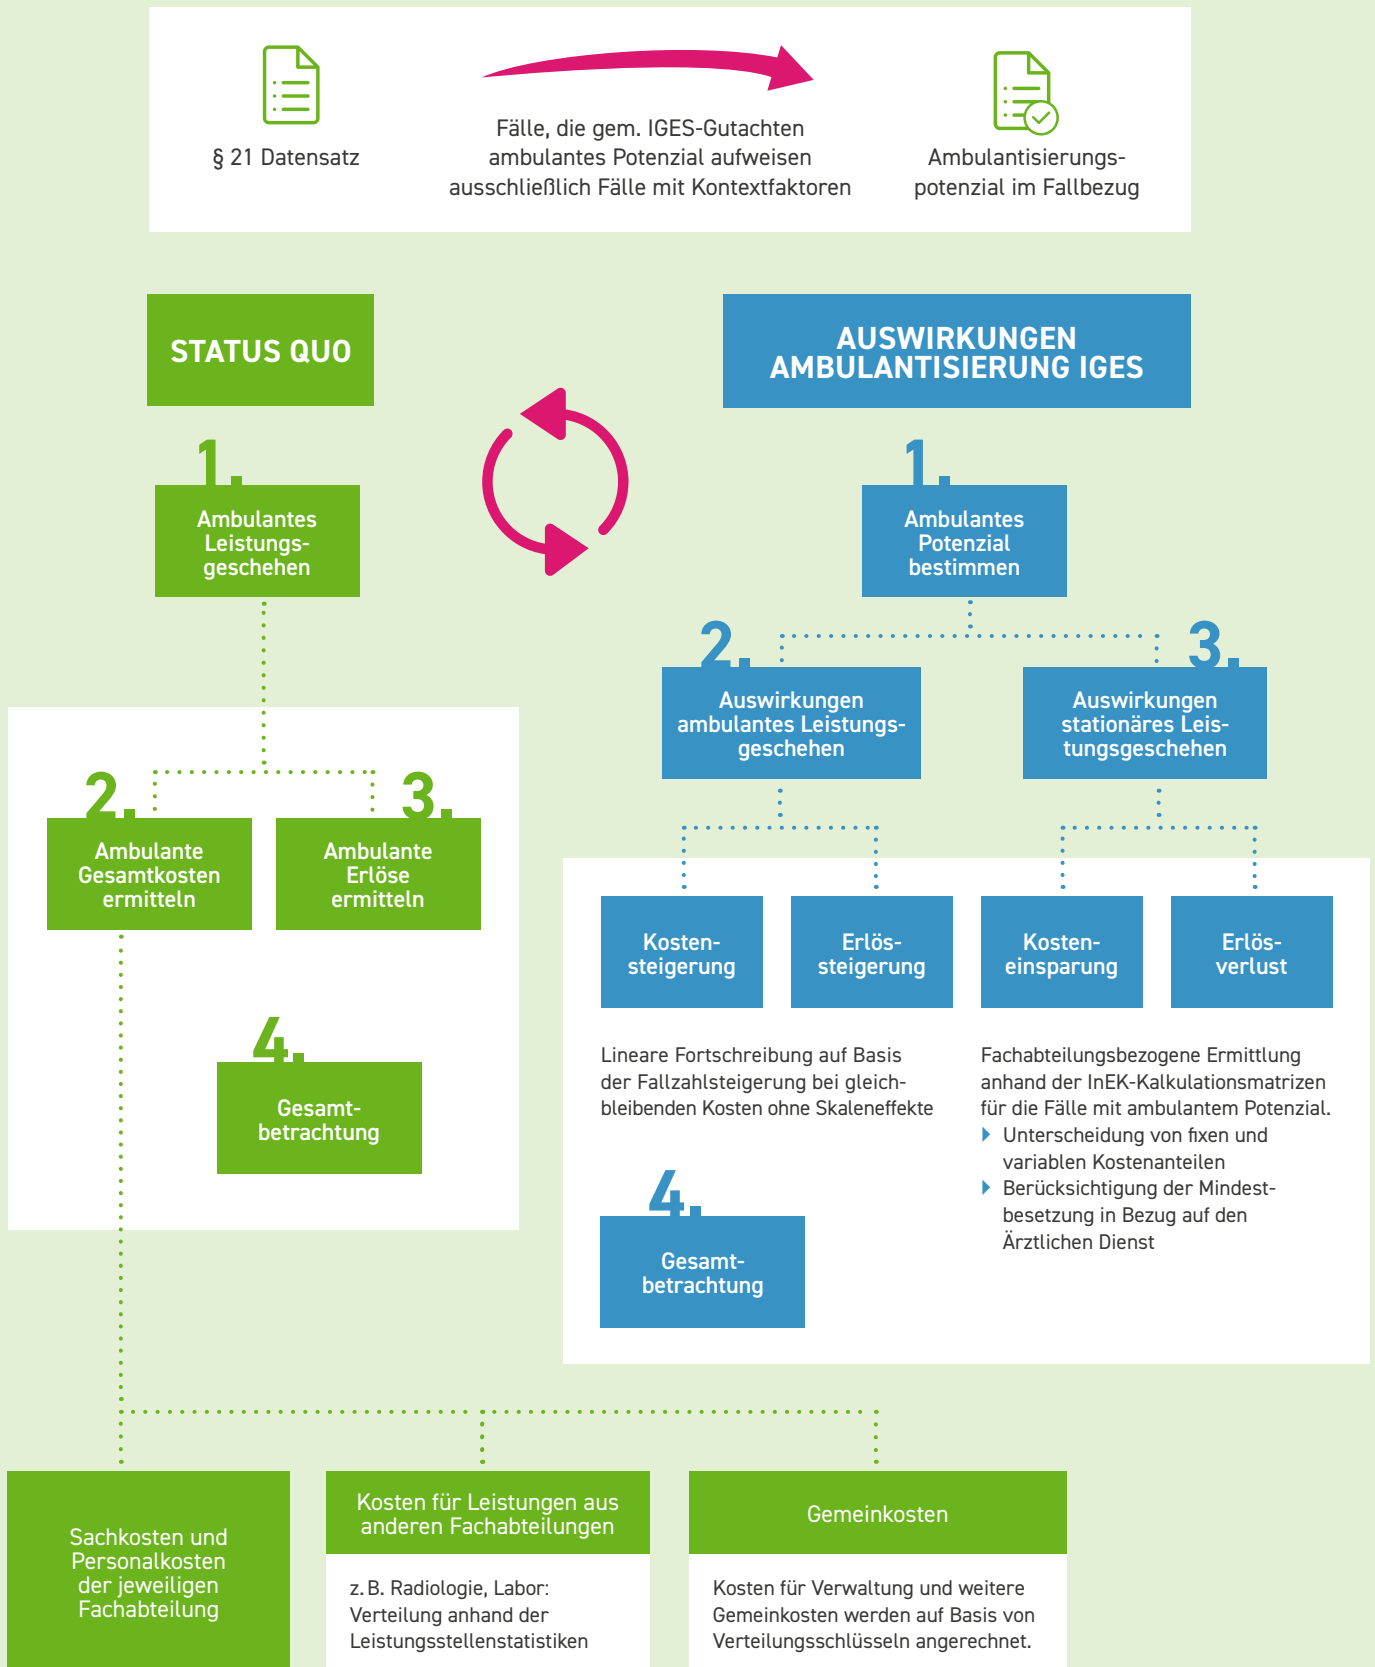 § 21 Datensatz
Fälle, die gem. IGES-Gutachten
ambulantes Potenzial aufweisen
ausschließlich Fälle mit Kontextfaktoren
Ambulantisierungs-
potenzial im Fallbezug
STATUS QUO
1.
Ambulantes
Leistungs-
geschehen
2.
Ambulante
Gesamtkosten
ermitteln
3.
Ambulante
Erlöse
ermitteln
4.
Gesamt-
betrachtung
AUSWIRKUNGEN
AMBULANTISIERUNG IGES
1.
Ambulantes
Potenzial
bestimmen
2.
Auswirkungen
ambulantes Leistungs-
geschehen
3.
Auswirkungen
stationäres Leis-
tungsgeschehen
Kosten-
steigerung
Erlös-
steigerung
Kosten-
einsparung
Erlös-
verlust
Lineare Fortschreibung auf Basis
der Fallzahlsteigerung bei gleich-
bleibenden Kosten ohne Skaleneffekte
Fachabteilungsbezogene Ermittlung
anhand der InEK-Kalkulationsmatrizen
für die Fälle mit ambulantem Potenzial.
Unterscheidung von fixen und
variablen Kostenanteilen
Berücksichtigung der Mindest-
besetzung in Bezug auf den
Ärztlichen Dienst
4.
Gesamt-
betrachtung
Sachkosten und
Personalkosten
der jeweiligen
Fachabteilung
Kosten für Leistungen aus
anderen Fachabteilungen
z. B. Radiologie, Labor:
Verteilung anhand der
Leistungsstellenstatistiken
Gemeinkosten
Kosten für Verwaltung und weitere
Gemeinkosten werden auf Basis von
Verteilungsschlüsseln angerechnet.